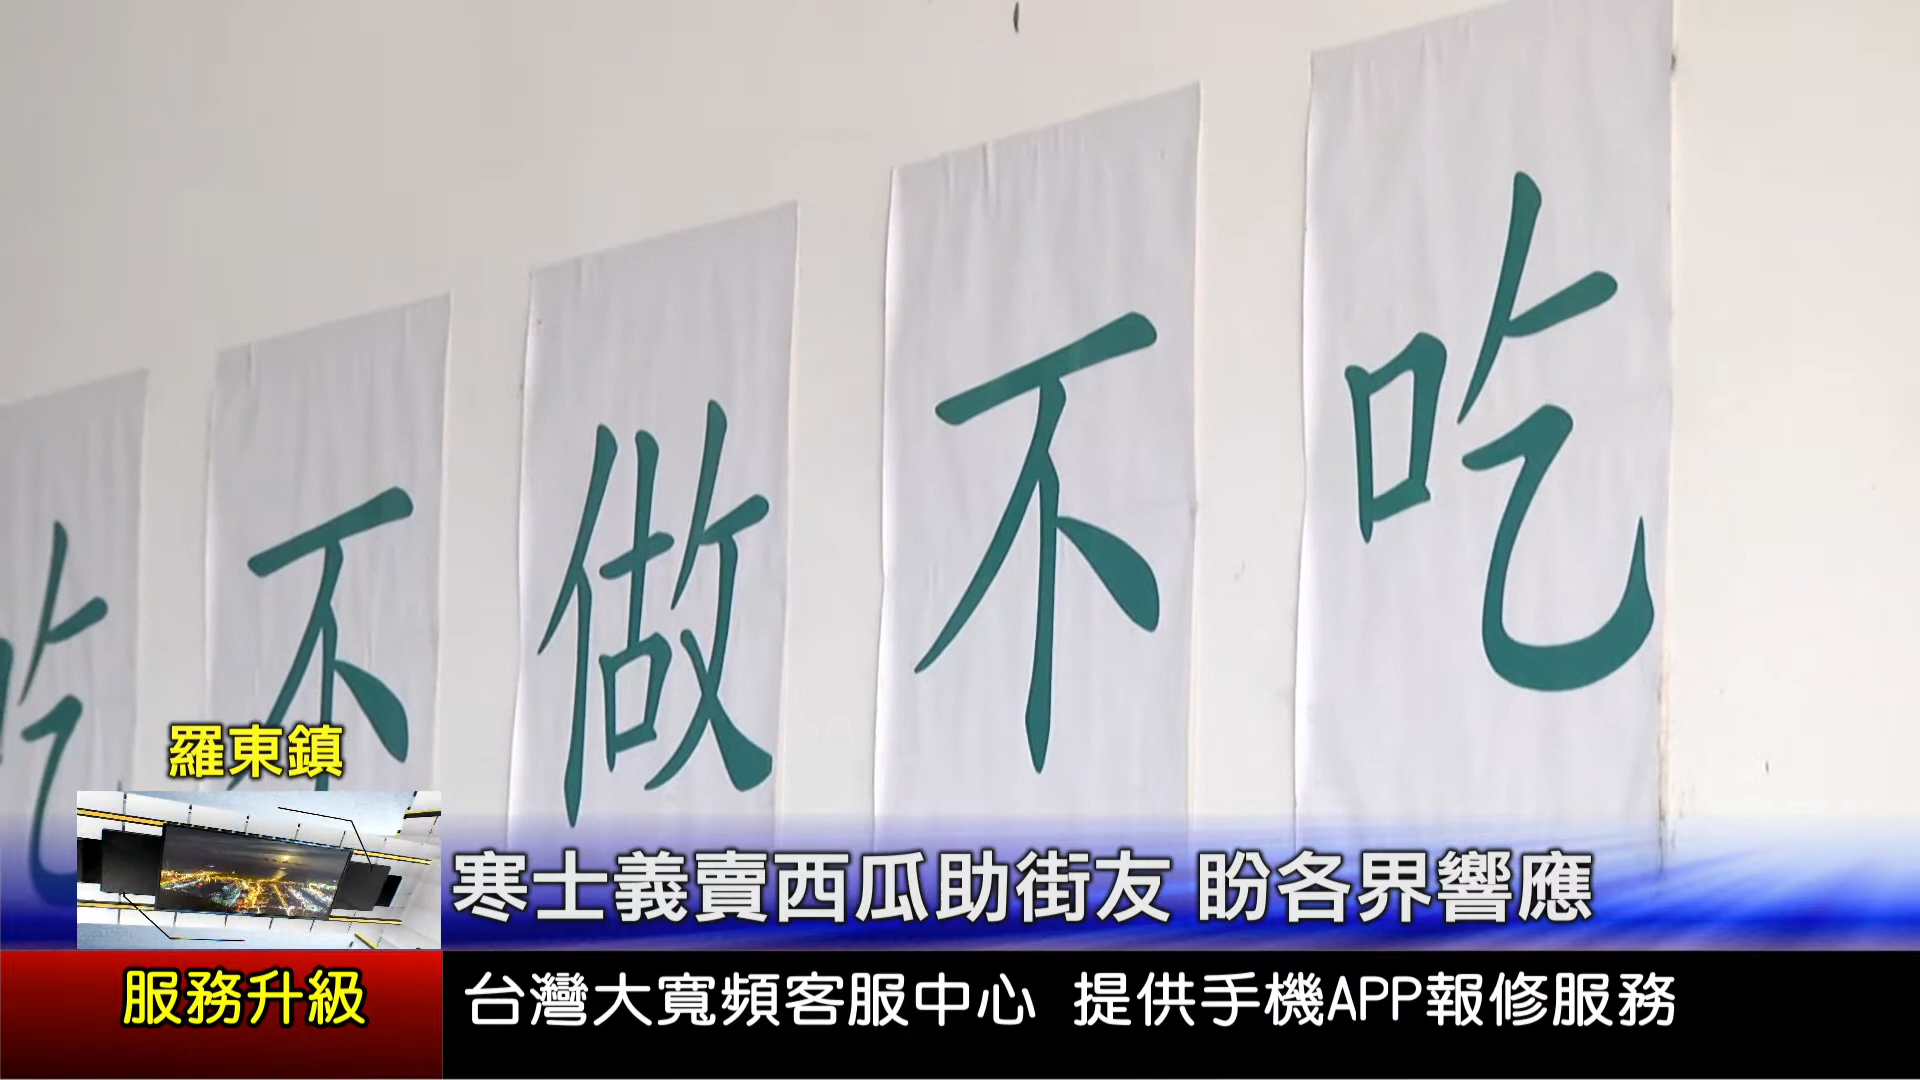 吃不做不吃
羅東鎮
寒士義賣西瓜助街友 盼各界響應
服務升級
台灣大寬頻客服中心 提供手機APP報修服務